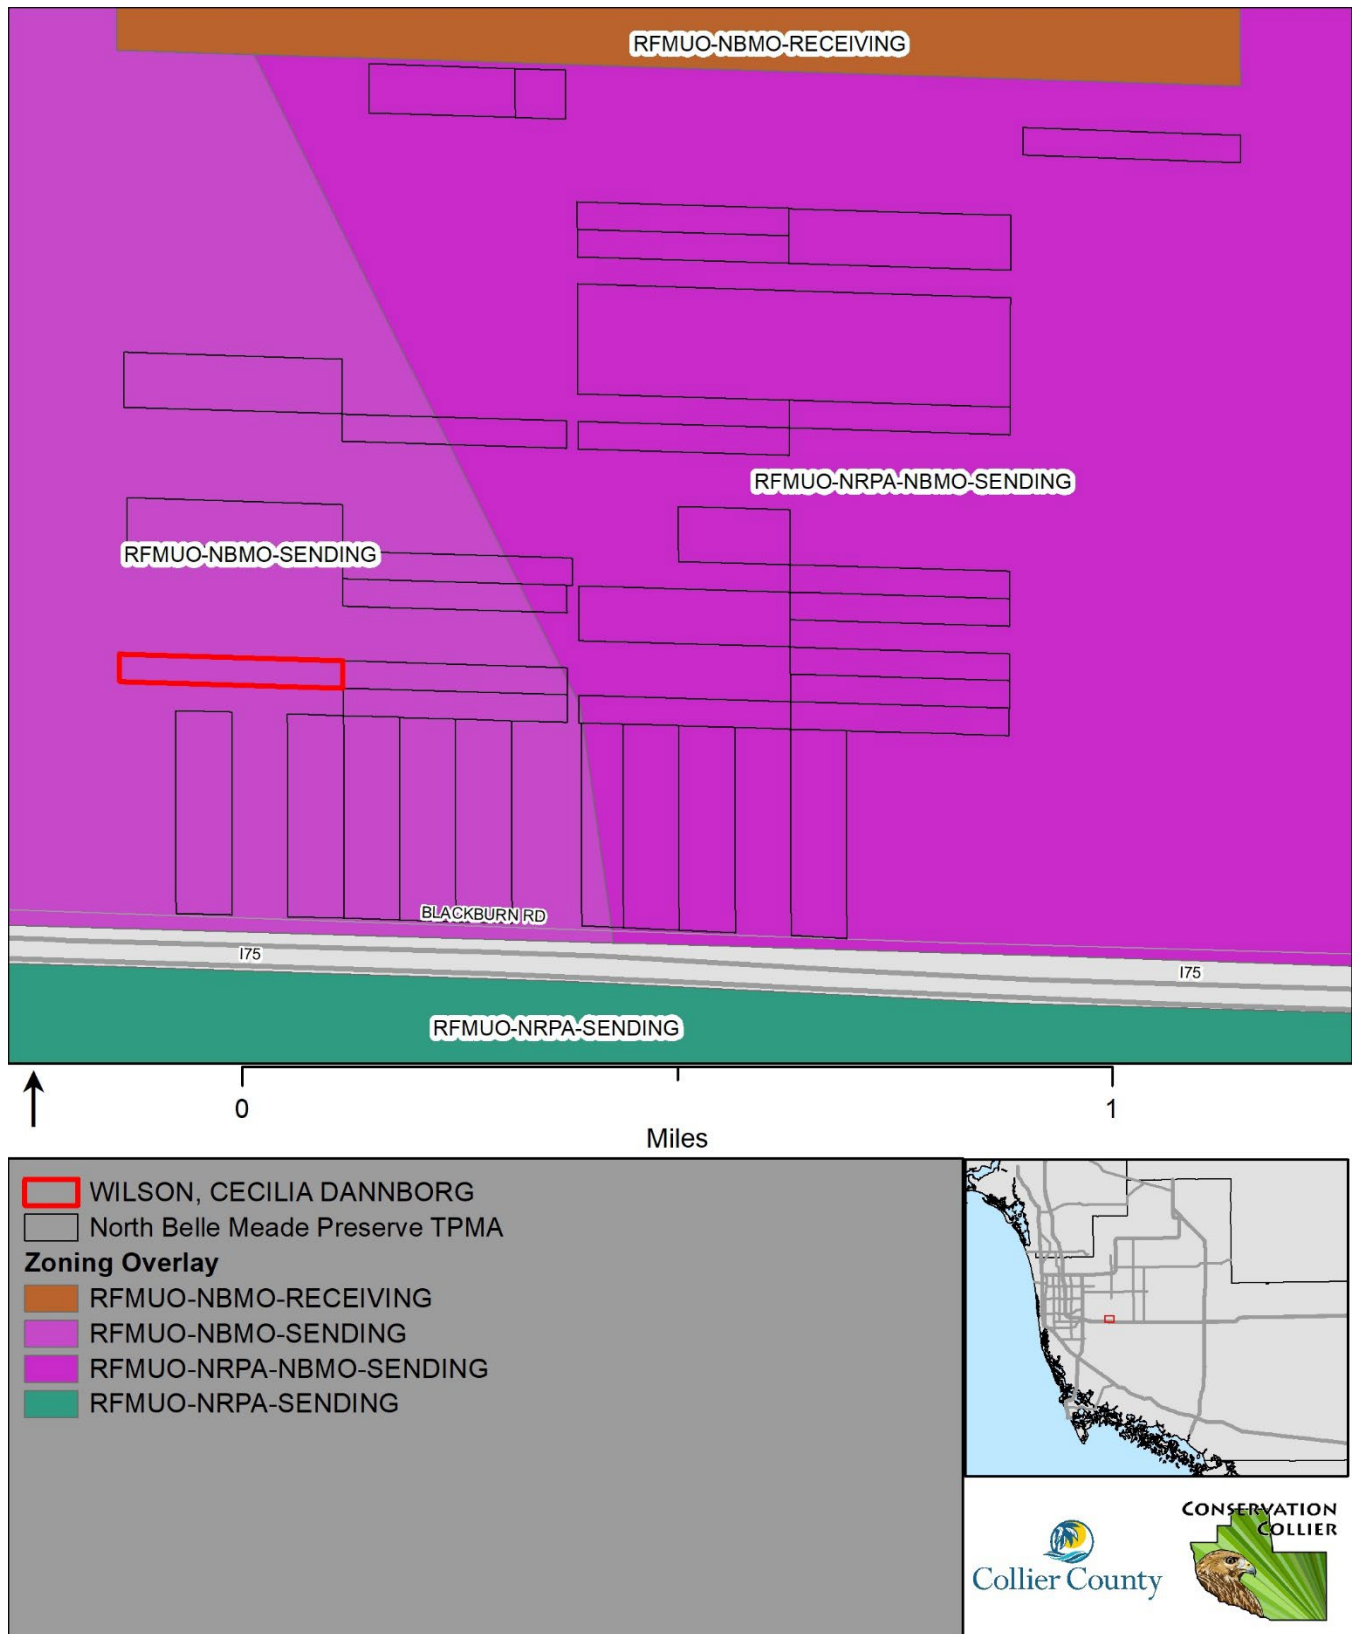 RFMUO-NBMO-RECEIVING
RFMUO-NRPA-NBMO-SENDING
RFMUO-NBMO-SENDING
BLACKBURN RD
I75
I75
RFMUO-NRPA-SENDING
0
1
Miles
WILSON, CECILIA DANNBORG
North Belle Meade Preserve TPMA
Zoning Overlay
RFMUO-NBMO-RECEIVING
RFMUO-NBMO-SENDING
RFMUO-NRPA-NBMO-SENDING
RFMUO-NRPA-SENDING
Collier County
CONSERVATION
COLLIER